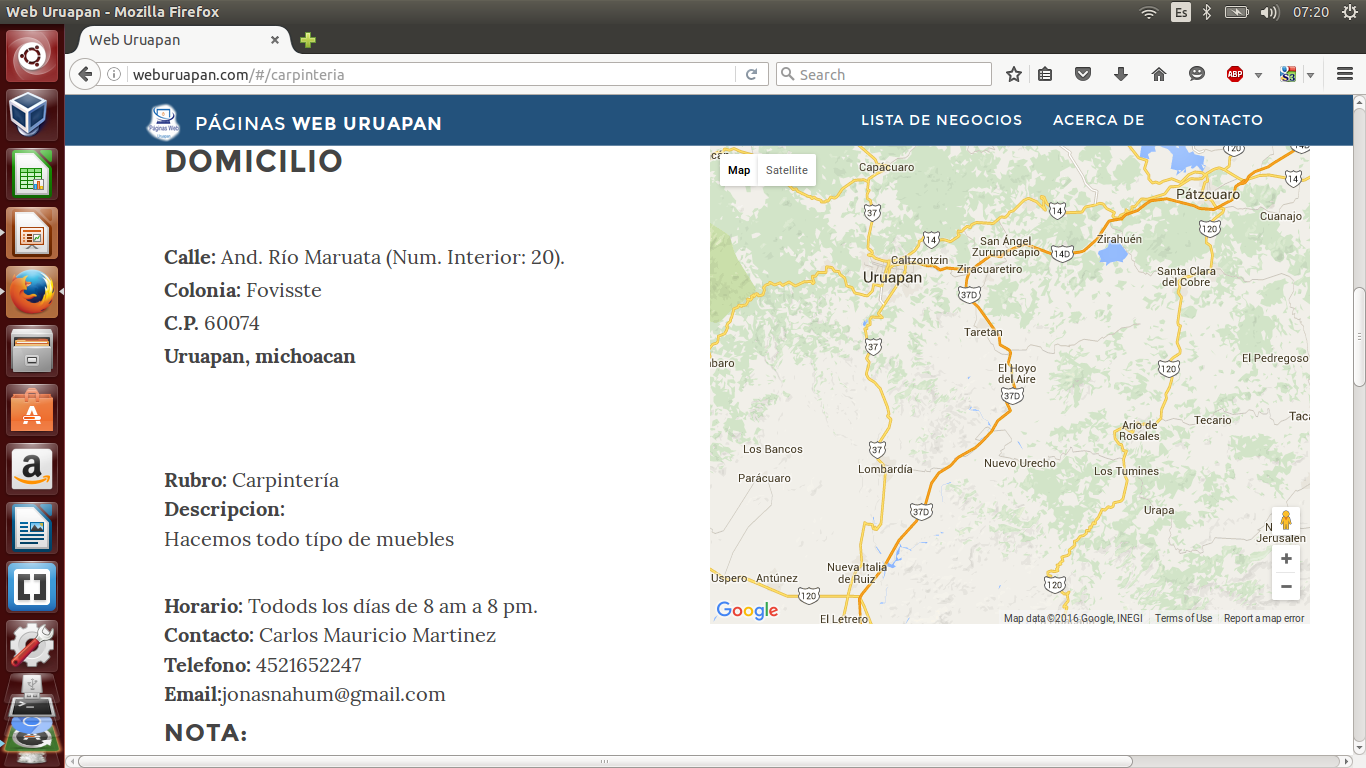 Web Uruapan - Mozilla Firefox
Es
07:20
Web Uruapan
weburuapan.com/#/carpinteria
Search
ABP
Páginas Web
Uruapan
PÁGINAS WEB URUAPAN
LISTA DE NEGOCIOS
ACERCA DE
CONTACTO
DOMICILIO
Calle: And. Río Maruata (Num. Interior: 20).
Colonia: Fovisste
C.P. 60074
Uruapan, michoacan
Rubro: Carpintería
Descripcion:
Hacemos todo típo de muebles
Horario: Todods los días de 8 am a 8 pm.
Contacto: Carlos Mauricio Martinez
Telefono: 4521652247
Email:jonasnahum@gmail.com
NOTA:
Map
Satellite
Capácuaro
120
14D
14
Pátzcuaro
37
14
Cuanajo
120
14
San Ángel
Zurumucapio
14D
Zirahuén
Caltzontzin
Ziracuaretiro
Uruapan
Santa Clara
del Cobre
37D
Taretan
37
baro
El Hoyo
del Aire
El Pedregoso
120
37D
Tecario
Taca
Ario de
Rosales
Los Bancos
37
Lombardía
Nuevo Urecho
Los Tumines
Parácuaro
37D
Urapa
N
Jerusalen
Nueva Italia
de Ruiz
Uspero
Antúnez
120
120
El Letrero
+
−
Google
Map data ©2016 Google, INEGI
Terms of Use
Report a map error